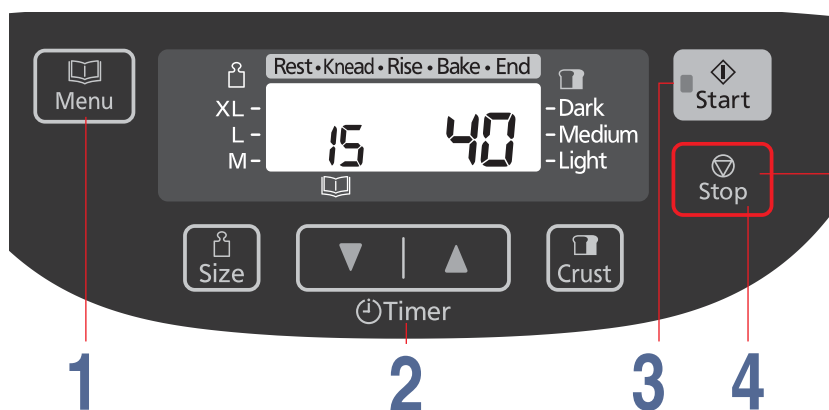 Menu
Rest • Knead • Rise • Bake • End
XL –
L –
M –
15 40
– Dark
– Medium
– Light
Start
Stop
Size
Crust
Timer
1
2
3
4